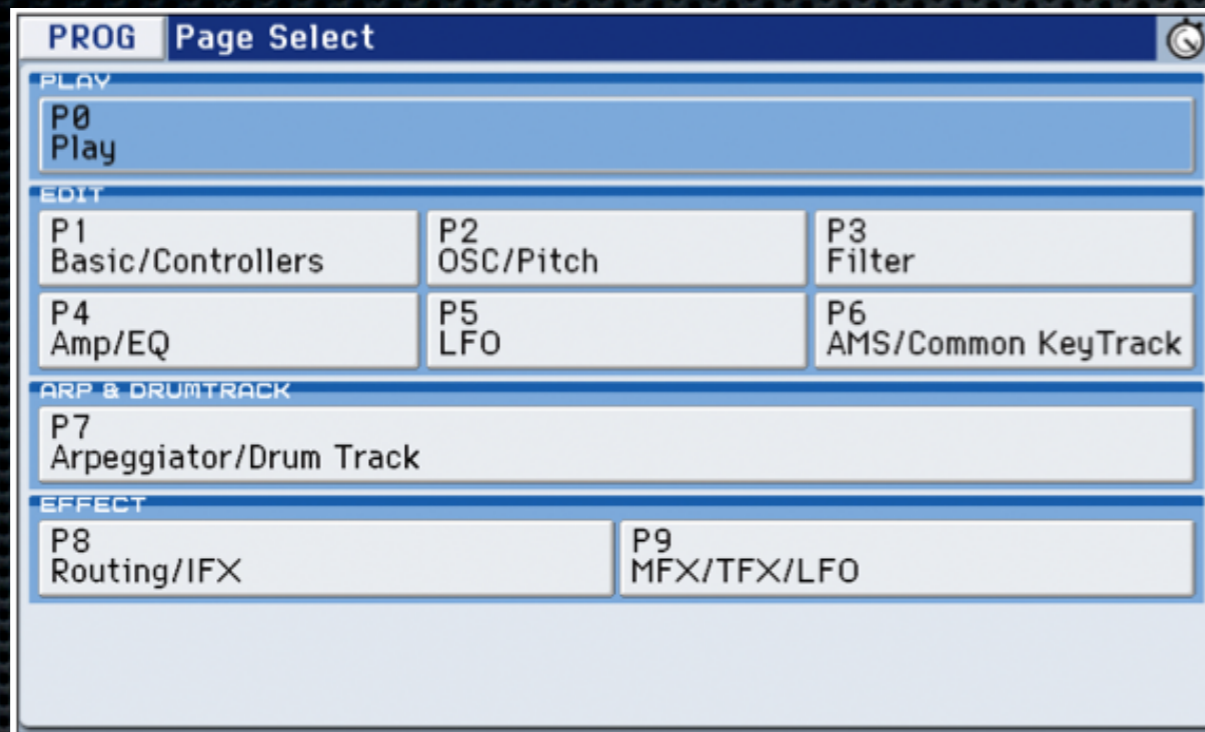 PROG Page Select
PLAY
P0
Play
EDIT
P1 P2 P3
Basic/Controllers OSC/Pitch Filter
P4 P5 P6
Amp/EQ LFO AMS/Common KeyTrack
ARP & DRUMTRACK
P7
Arpeggiator/Drum Track
EFFECT
P8 P9
Routing/IFX MFX/TFX/LFO